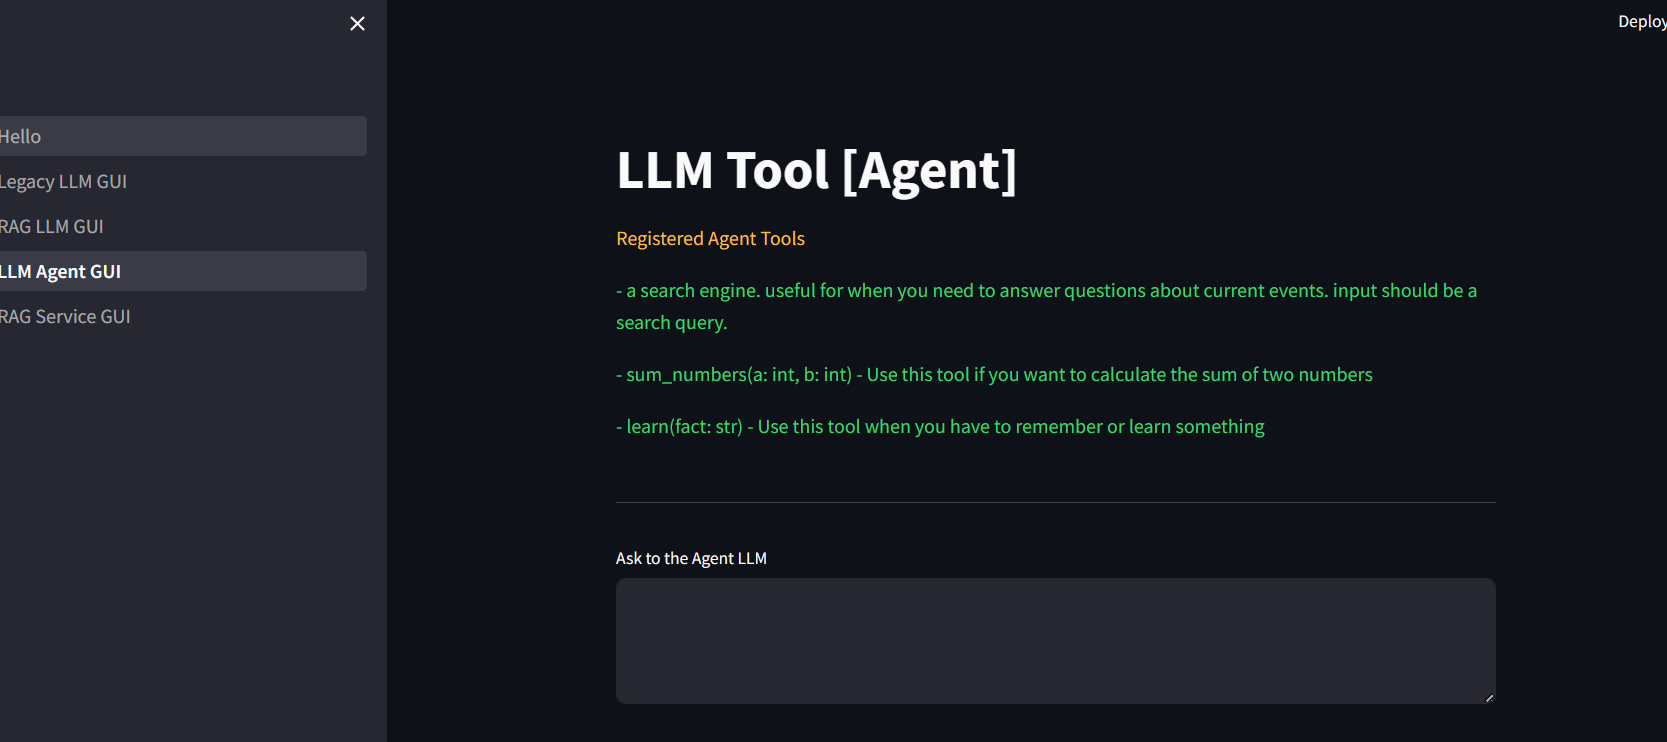 Deploy
Hello
Legacy LLM GUI
RAG LLM GUI
LLM Agent GUI
RAG Service GUI
LLM Tool [Agent]
Registered Agent Tools
- a search engine. useful for when you need to answer questions about current events. input should be a
search query.
- sum_numbers(a: int, b: int) - Use this tool if you want to calculate the sum of two numbers
- learn(fact: str) - Use this tool when you have to remember or learn something
Ask to the Agent LLM